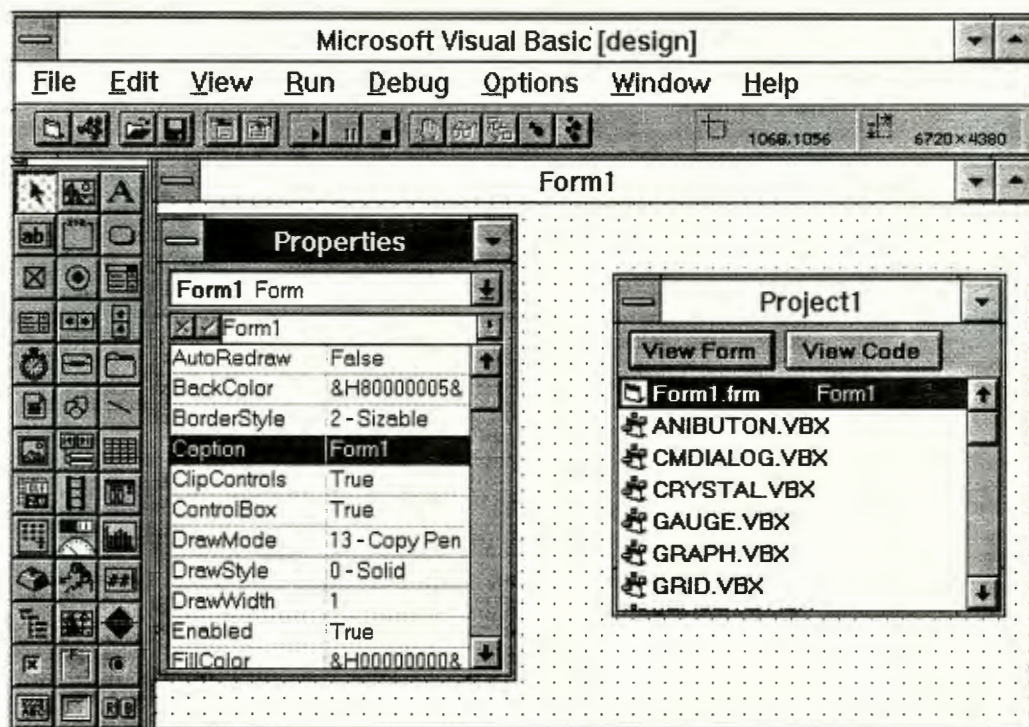 Microsoft Visual Basic [design]
File Edit View Run Debug Options Window Help
1068,1056 6720×4380
Form1
A
ab
Properties
Form1 Form
Form1
AutoRedraw False
BackColor &H80000005&
BorderStyle 2 - Sizable
Caption Form1
ClipControls True
ControlBox True
DrawMode 13 - Copy Pen
DrawStyle 0 - Solid
DrawWidth 1
Enabled True
FillColor &H00000000&
Project1
View Form View Code
Form1.frm Form1
ANIBUTON.VBX
CMDIALOG.VBX
CRYSTAL.VBX
GAUGE.VBX
GRAPH.VBX
GRID.VBX
##